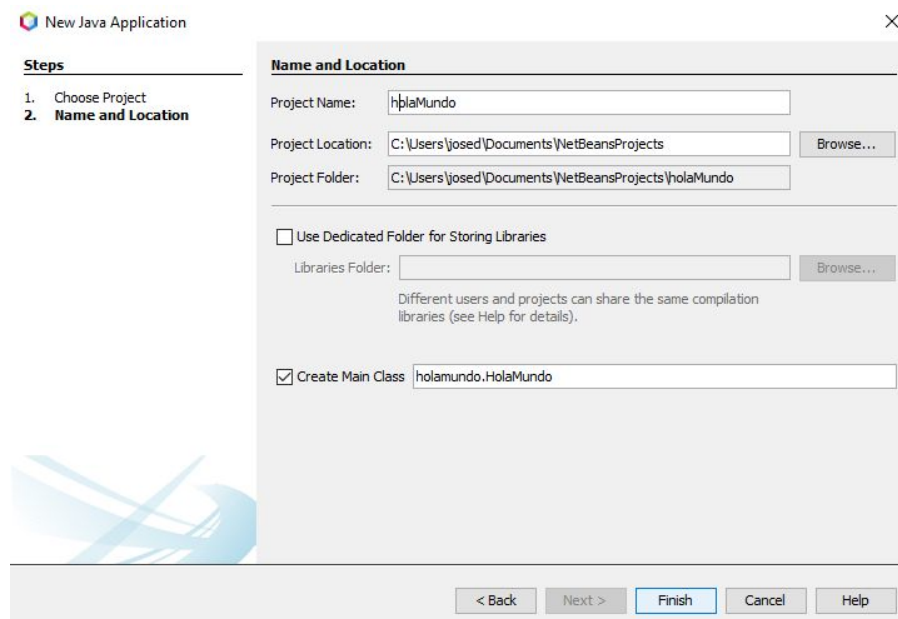 New Java Application
Steps
1. Choose Project
2. Name and Location
Name and Location
Project Name: holaMundo
Project Location: C:\Users\josed\Documents\NetBeansProjects Browse...
Project Folder: C:\Users\josed\Documents\NetBeansProjects\holaMundo
Use Dedicated Folder for Storing Libraries
Libraries Folder: Browse...
Different users and projects can share the same compilation
libraries (see Help for details).
Create Main Class holamundo.HolaMundo
< Back Next > Finish Cancel Help